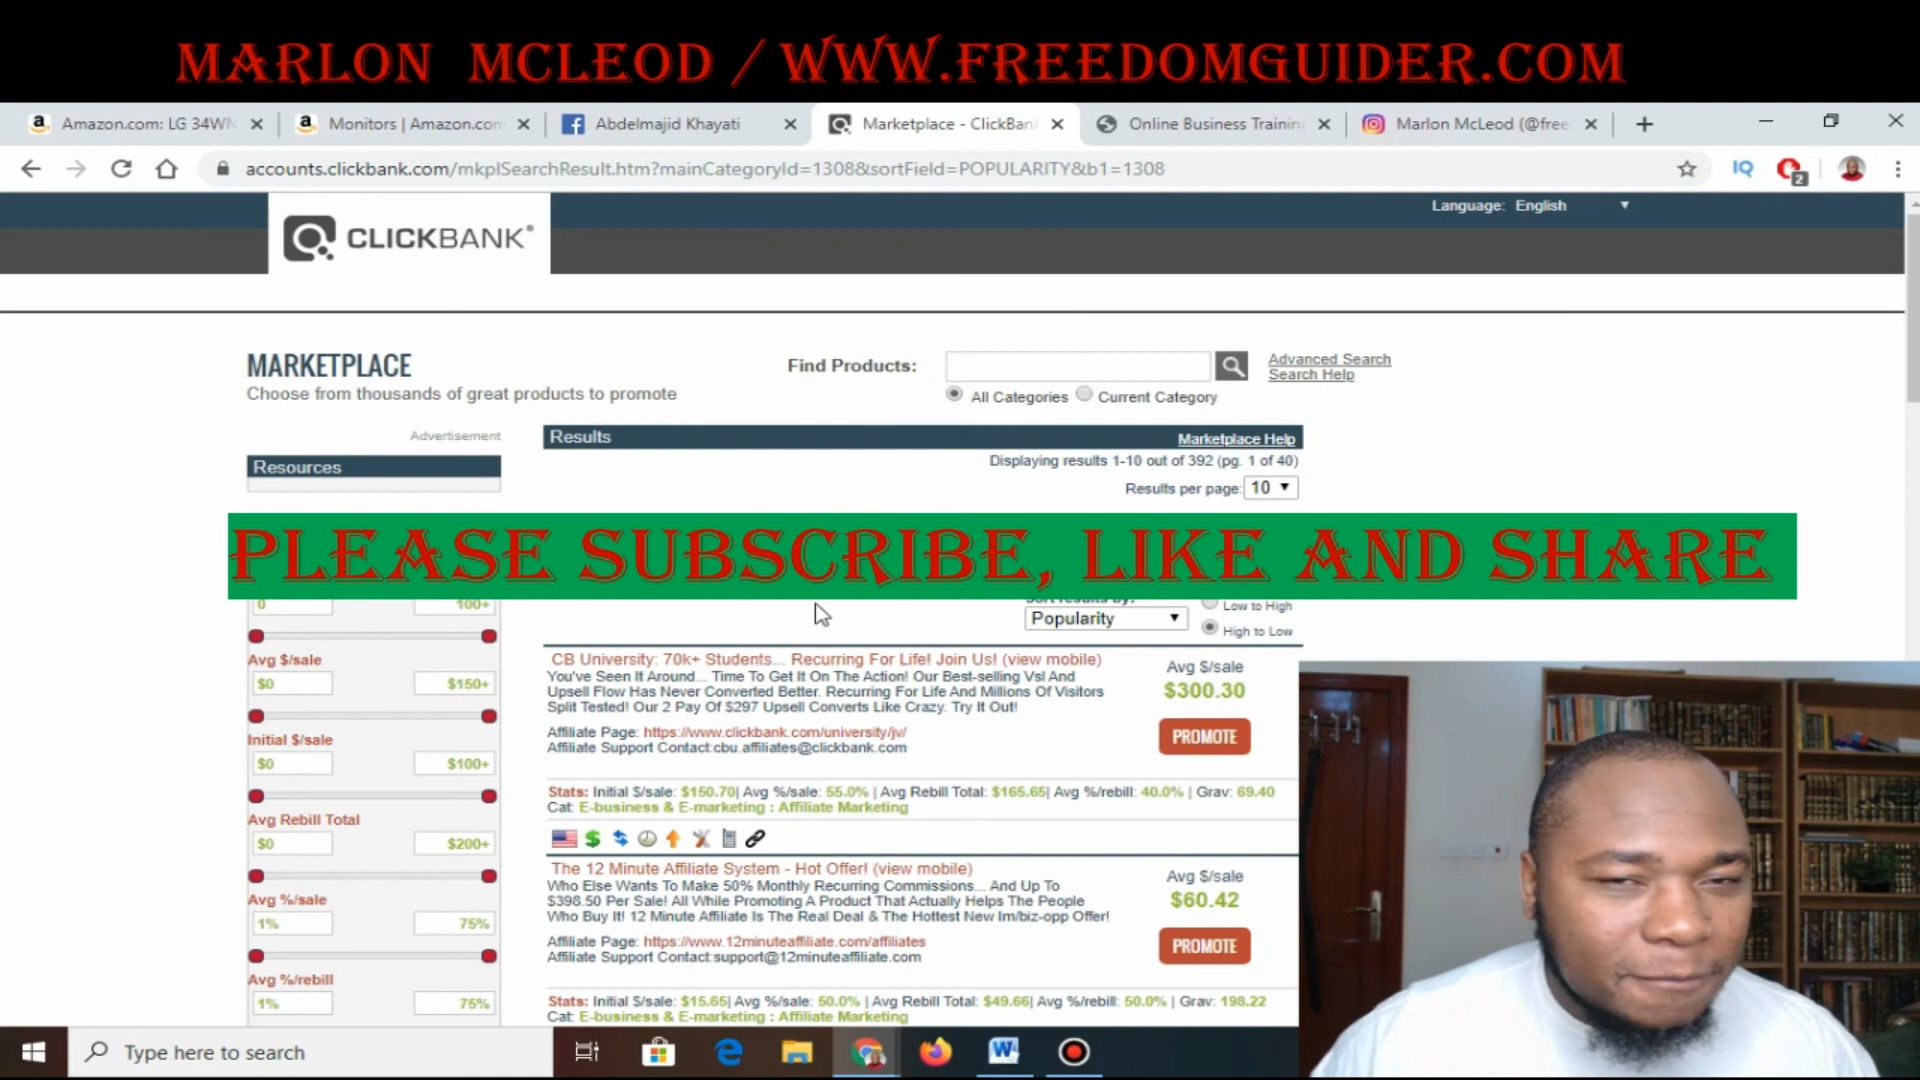 MARLON MCLEOD / WWW.FREEDOMGUIDER.COM
Amazon.com: LG 34WN
Monitors | Amazon.com
Abdelmajid Khayati
Marketplace - ClickBank
Online Business Training
Marlon McLeod (@free
accounts.clickbank.com/mkplSearchResult.htm?mainCategoryId=1308&sortField=POPULARITY&b1=1308
IQ
2
Language: English
CLICKBANK®
MARKETPLACE
Choose from thousands of great products to promote
Find Products:
Advanced Search
Search Help
All Categories
Current Category
Advertisement
Resources
Results
Marketplace Help
Displaying results 1-10 out of 392 (pg. 1 of 40)
Results per page: 10
PLEASE SUBSCRIBE, LIKE AND SHARE
0
100+
Avg $/sale
$0
$150+
Initial $/sale
$0
$100+
Avg Rebill Total
$0
$200+
Avg %/sale
1%
75%
Avg %/rebill
1%
75%
Sort results by:
Popularity
Low to High
High to Low
CB University: 70k+ Students... Recurring For Life! Join Us! (view mobile)
You've Seen It Around... Time To Get It On The Action! Our Best-selling Vsl And
Upsell Flow Has Never Converted Better. Recurring For Life And Millions Of Visitors
Split Tested! Our 2 Pay Of $297 Upsell Converts Like Crazy. Try It Out!
Affiliate Page: https://www.clickbank.com/university/jv/
Affiliate Support Contact:cbu.affiliates@clickbank.com
Avg $/sale
$300.30
PROMOTE
Stats: Initial $/sale: $150.70| Avg %/sale: 55.0% | Avg Rebill Total: $165.65| Avg %/rebill: 40.0% | Grav: 69.40
Cat: E-business & E-marketing : Affiliate Marketing
The 12 Minute Affiliate System - Hot Offer! (view mobile)
Who Else Wants To Make 50% Monthly Recurring Commissions... And Up To
$398.50 Per Sale! All While Promoting A Product That Actually Helps The People
Who Buy It! 12 Minute Affiliate Is The Real Deal & The Hottest New Im/biz-opp Offer!
Affiliate Page: https://www.12minuteaffiliate.com/affiliates
Affiliate Support Contact:support@12minuteaffiliate.com
Avg $/sale
$60.42
PROMOTE
Stats: Initial $/sale: $15.65| Avg %/sale: 50.0% | Avg Rebill Total: $49.66| Avg %/rebill: 50.0% | Grav: 198.22
Cat: E-business & E-marketing : Affiliate Marketing
Type here to search